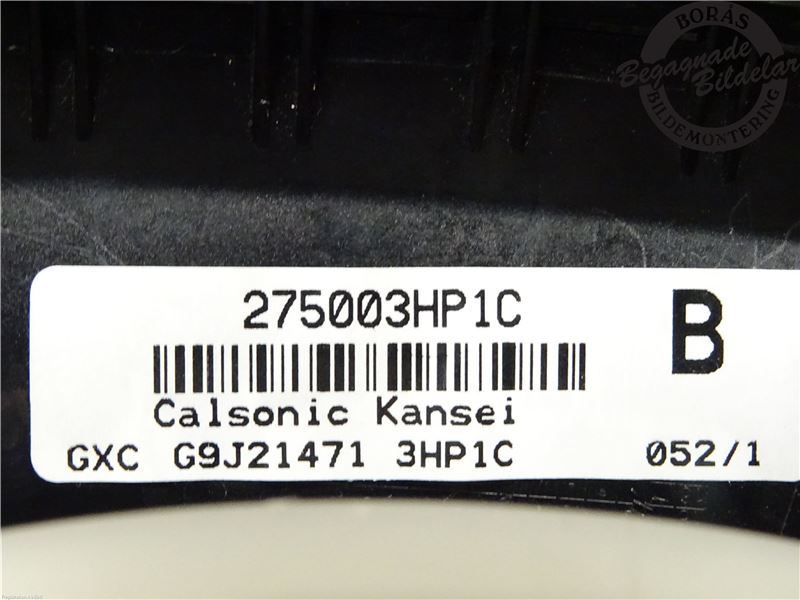 BORÅS
Begagnade
Bildelar
BILDEMONTERING
275003HP1C
B
Calsonic Kansei
GXC G9J21471 3HP1C
052/1